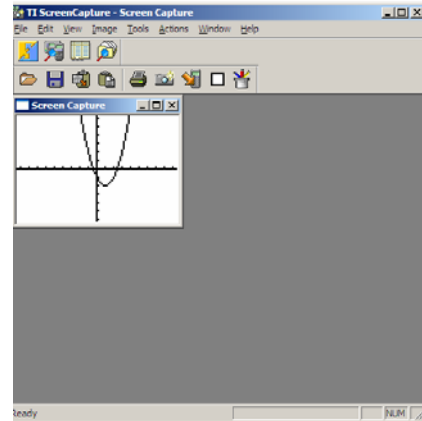 TI ScreenCapture - Screen Capture
File Edit View Image Tools Actions Window Help
Screen Capture
Ready NUM